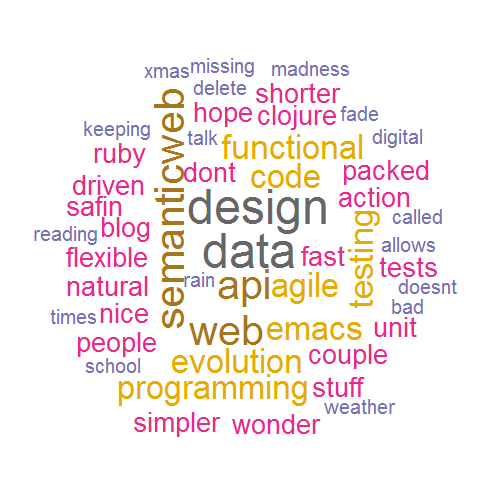 xmas missing madness
delete shorter
hope clojure fade
keeping talk functional digital
ruby dont code packed
driven semanticweb design action
safin blog testing called
reading data allows
flexible fast tests
natural rain api agile doesnt
times nice bad
people web emacs unit
school evolution couple
programming stuff
simpler wonder weather